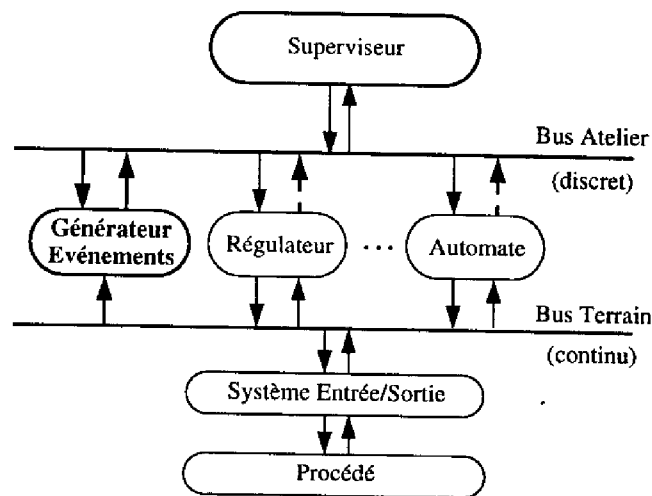 Superviseur
Bus Atelier
(discret)
Générateur
Evénements
Régulateur
...
Automate
Bus Terrain
(continu)
Système Entrée/Sortie
Procédé